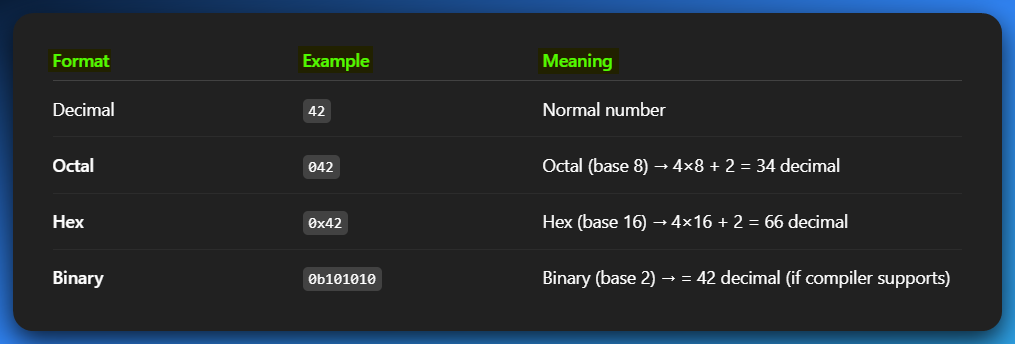 Format Example Meaning
Decimal 42 Normal number
Octal 042 Octal (base 8) → 4×8 + 2 = 34 decimal
Hex 0x42 Hex (base 16) → 4×16 + 2 = 66 decimal
Binary 0b101010 Binary (base 2) → = 42 decimal (if compiler supports)